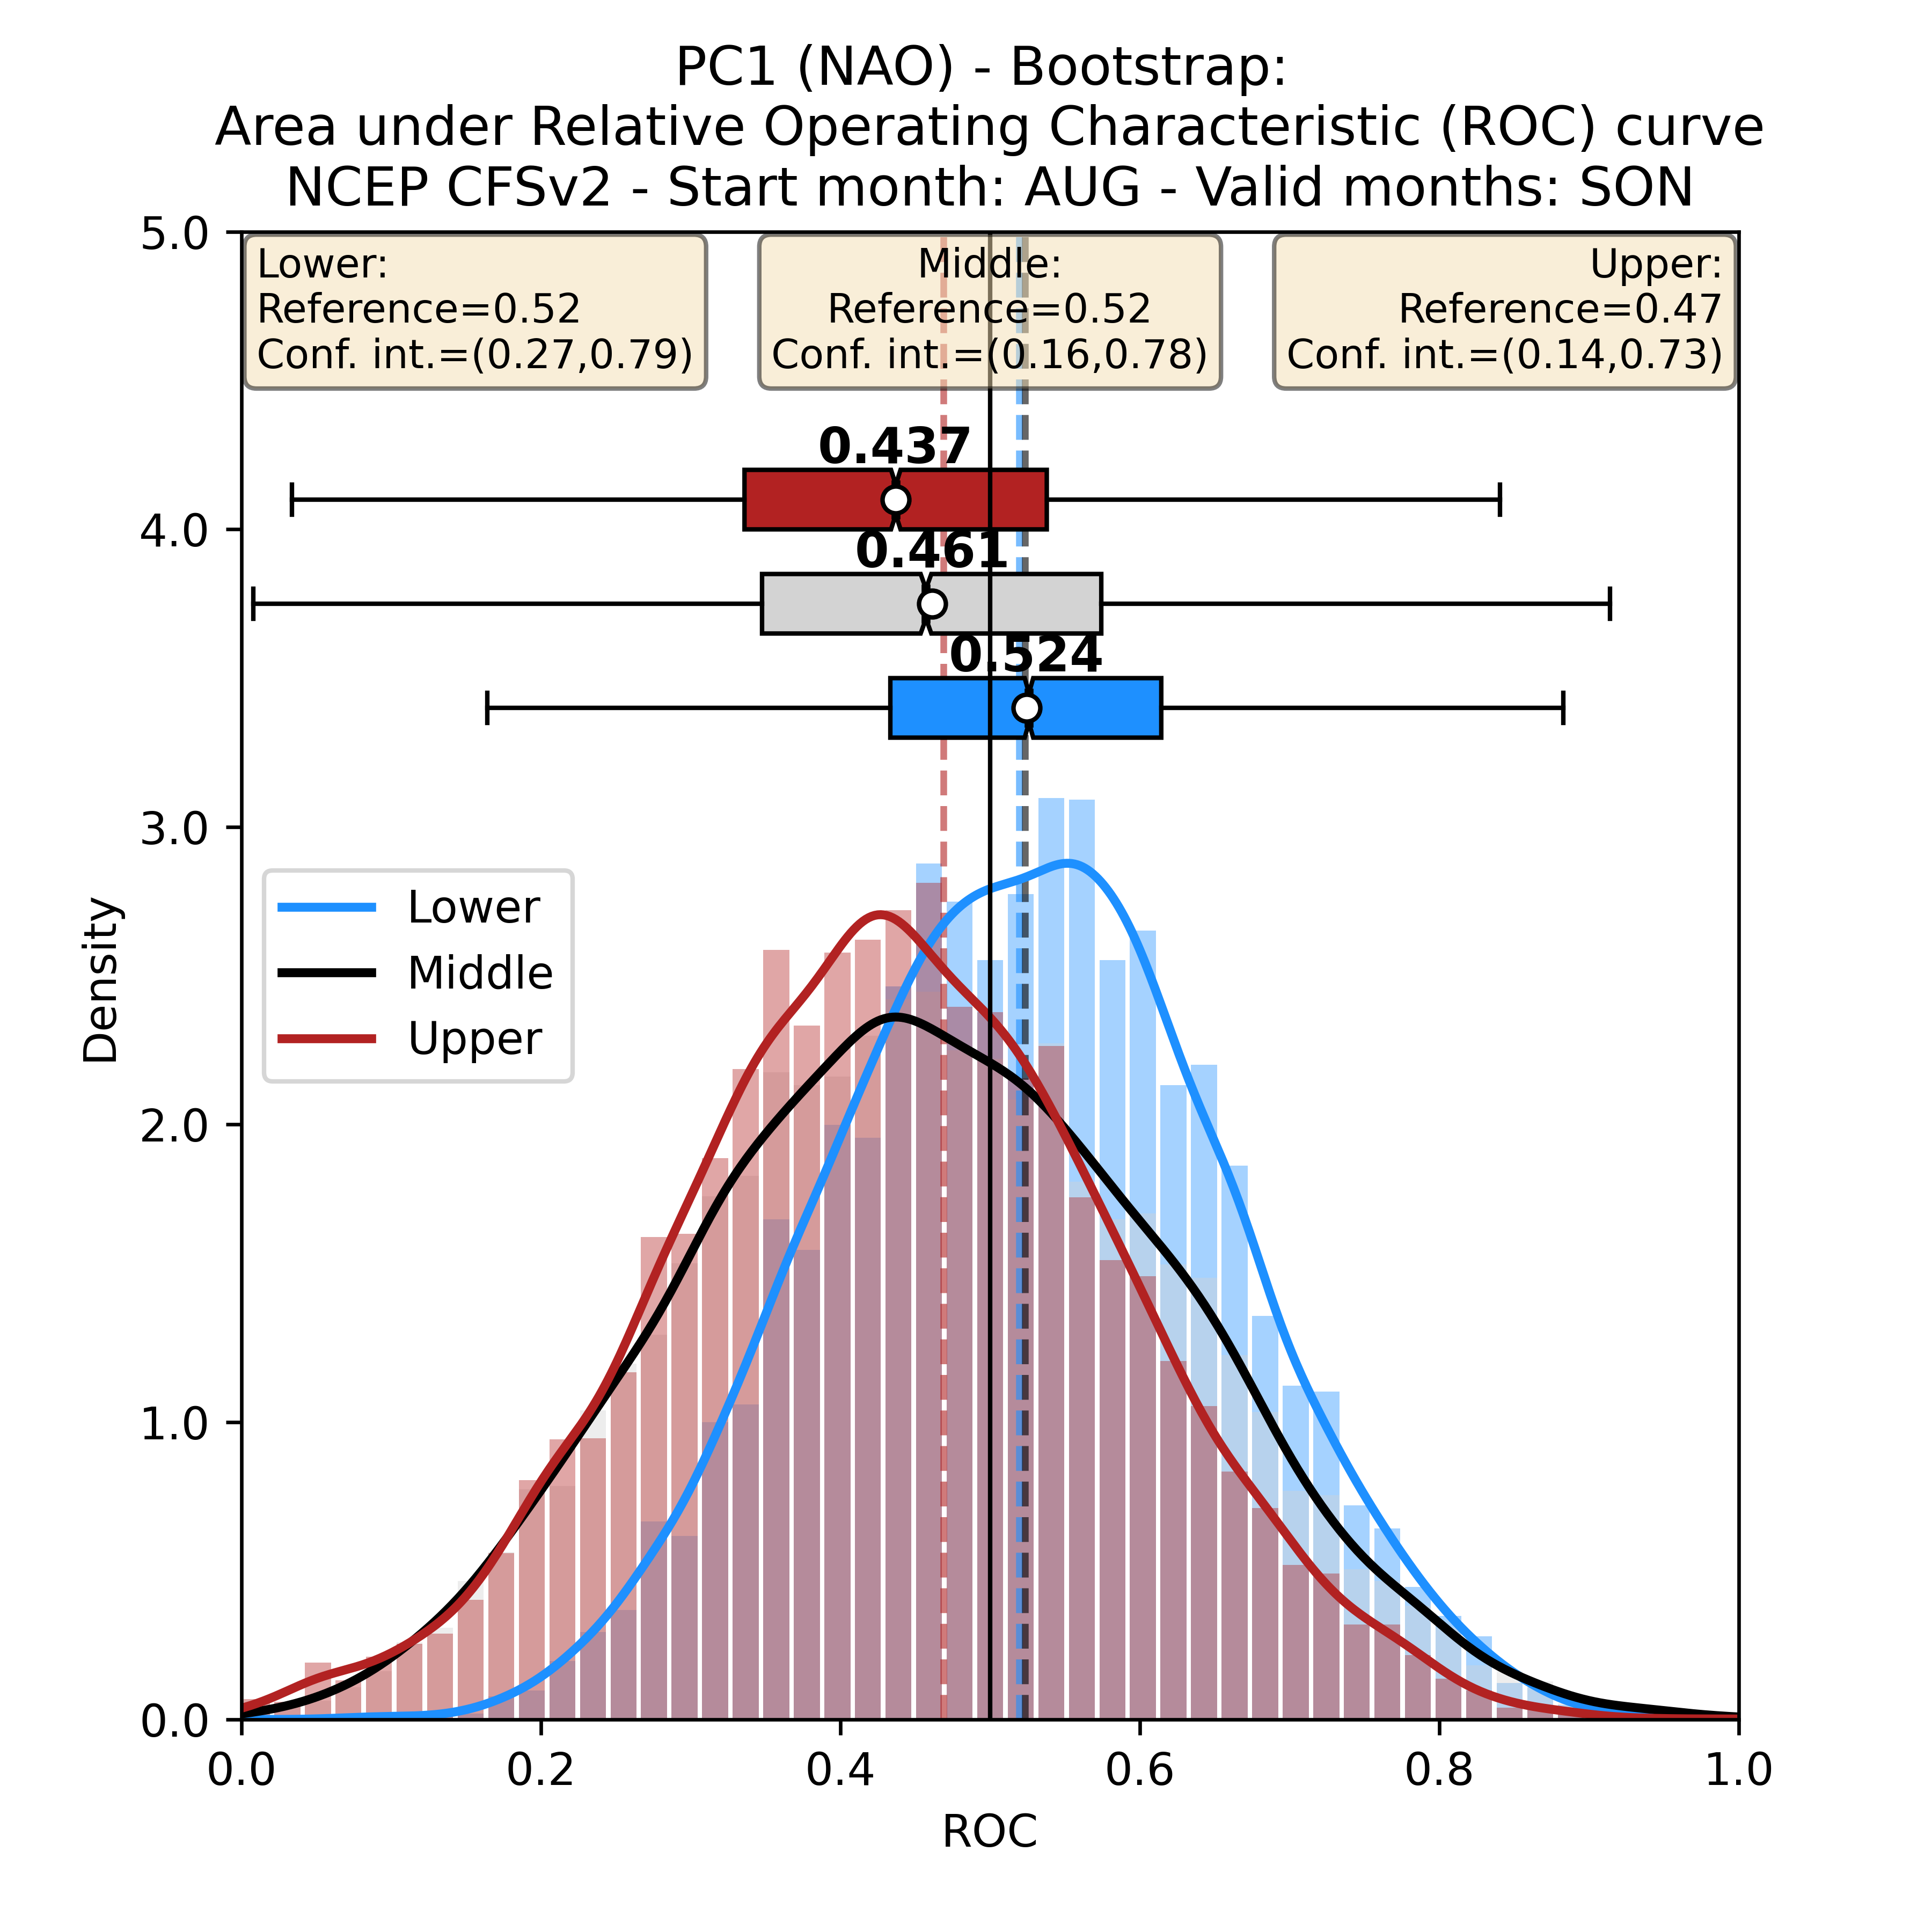 PC1 (NAO) - Bootstrap:
Area under Relative Operating Characteristic (ROC) curve
NCEP CFSv2 - Start month: AUG - Valid months: SON
5.0
Lower:
Reference=0.52
Conf. int.=(0.27,0.79)
Middle:
Reference=0.52
Conf. int.=(0.16,0.78)
Upper:
Reference=0.47
Conf. int.=(0.14,0.73)
0.437
4.0
0.461
0.524
3.0
Lower
Middle
Upper
Density
2.0
1.0
0.0
0.0 0.2 0.4 0.6 0.8 1.0
ROC